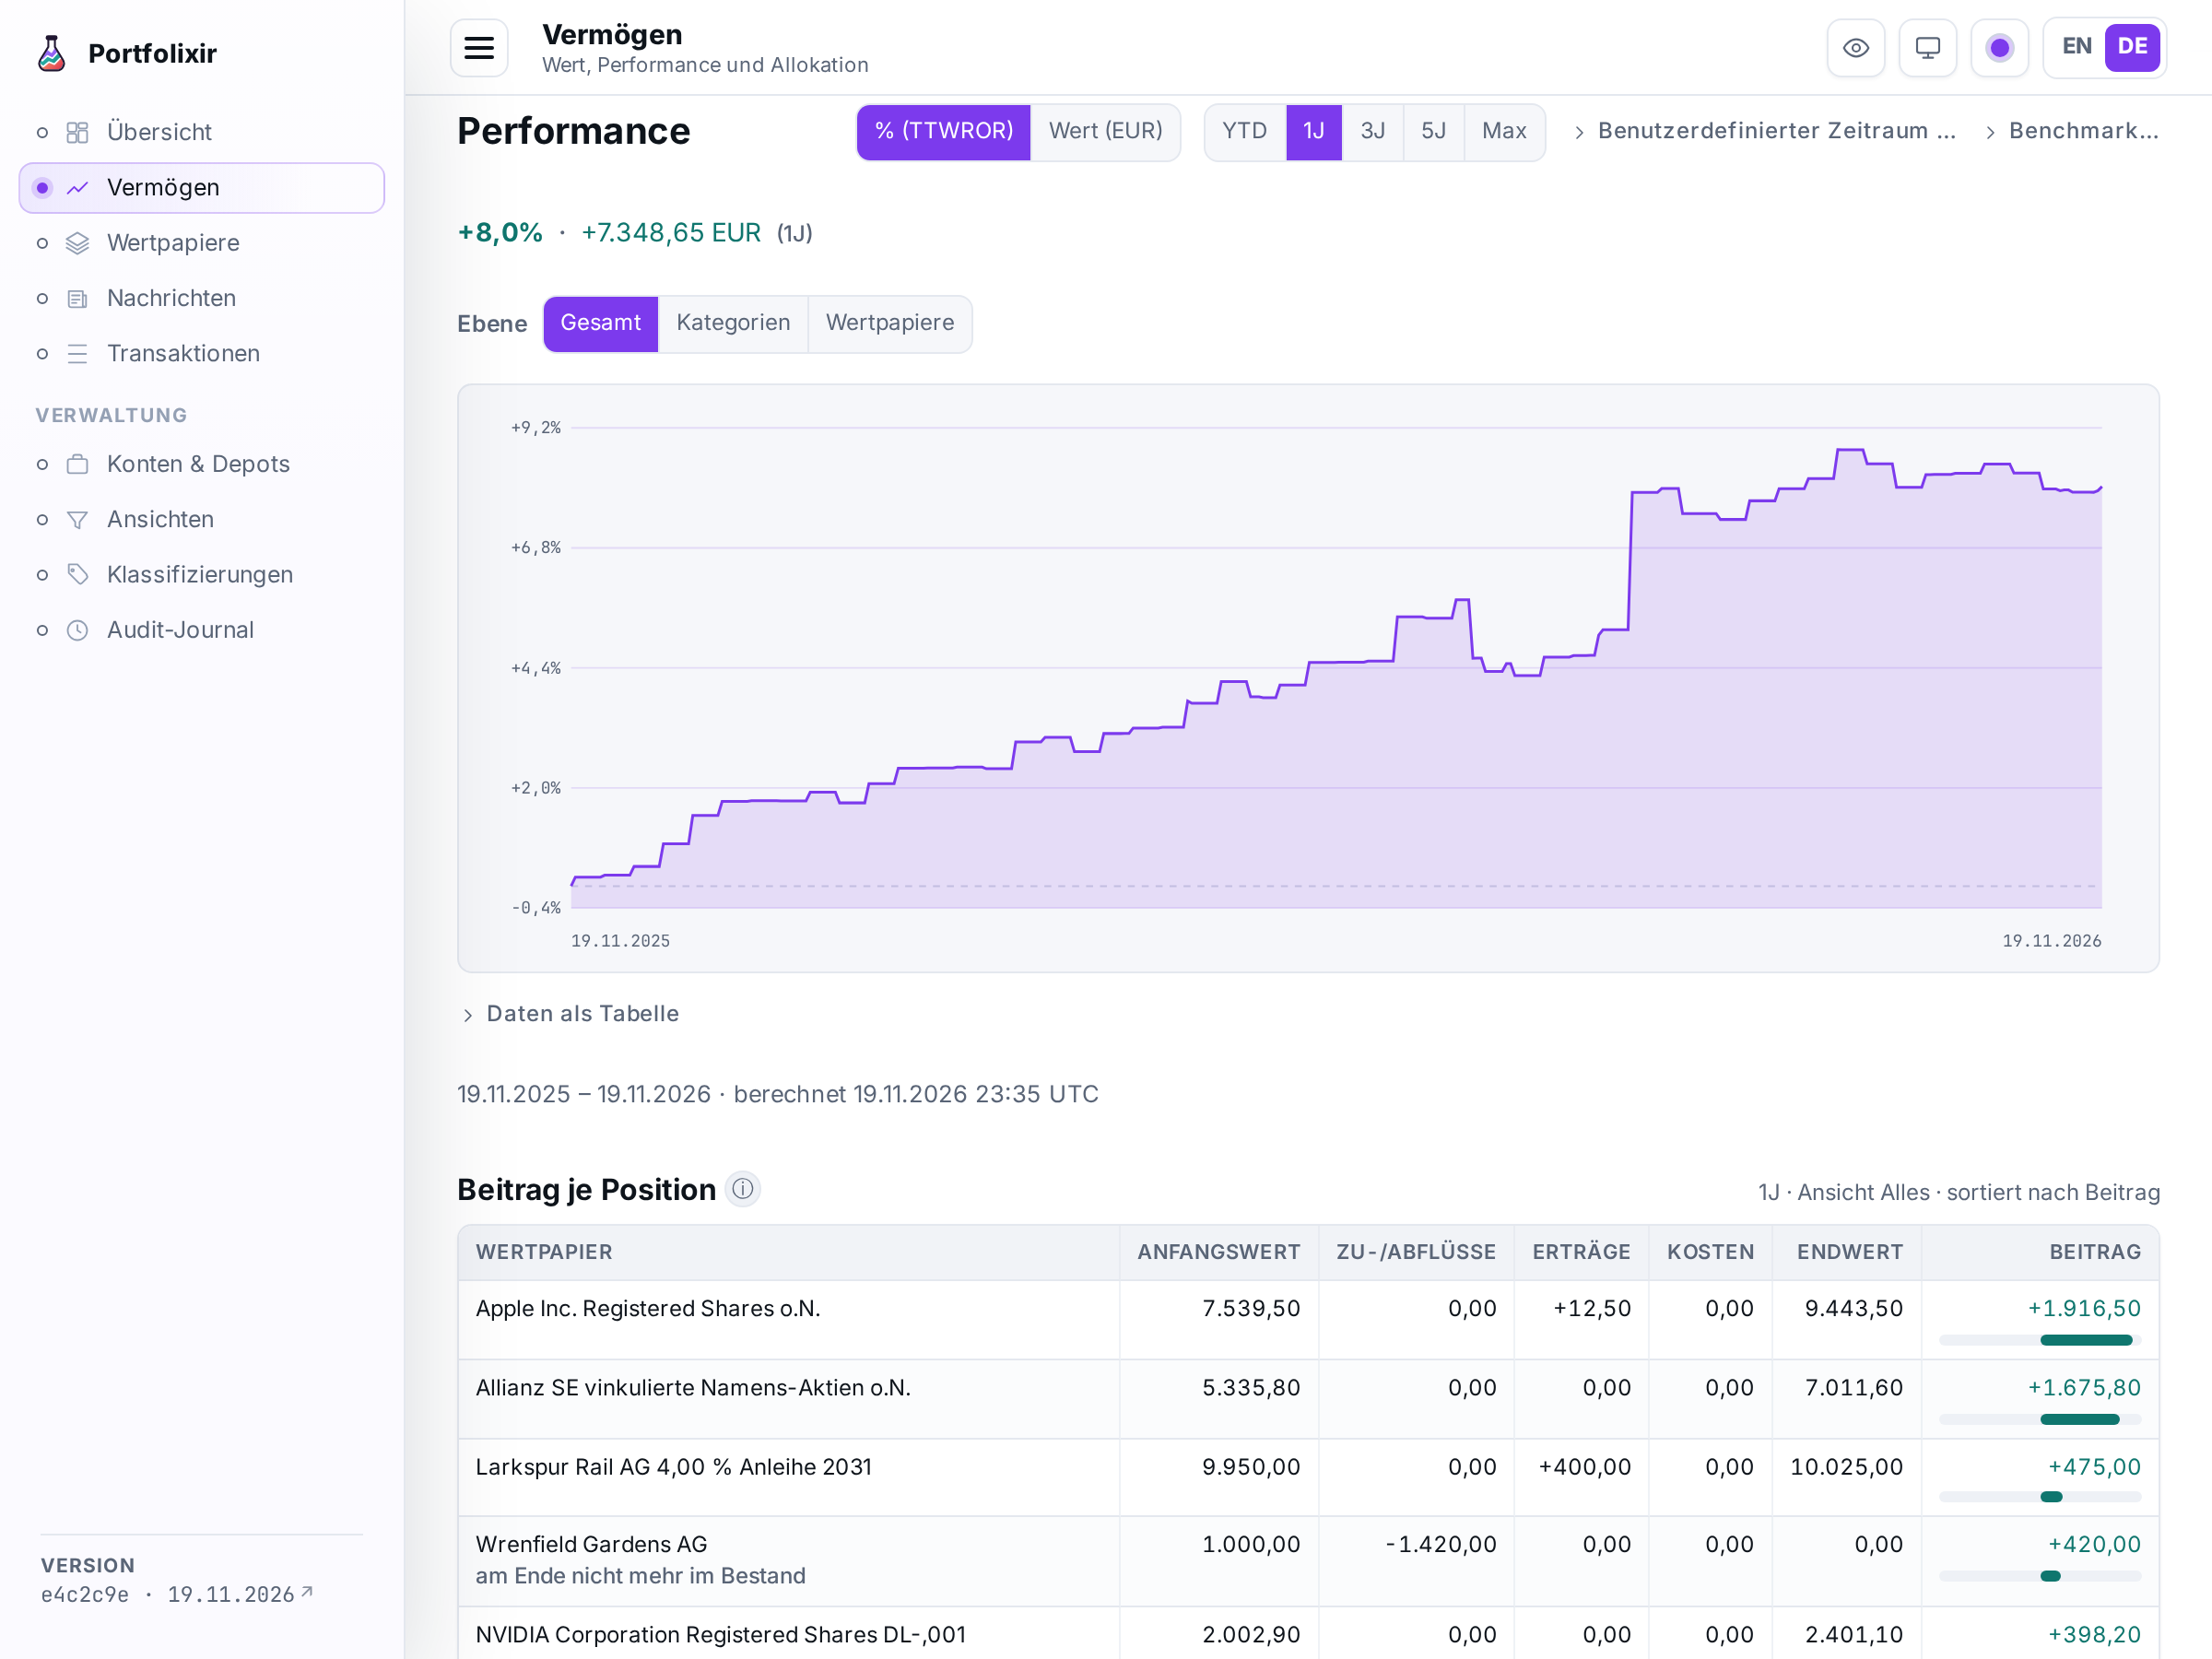 Portfolixir
Übersicht
Vermögen
Wertpapiere
Nachrichten
Transaktionen
VERWALTUNG
Konten & Depots
Ansichten
Klassifizierungen
Audit-Journal
VERSION
e4c2c9e · 19.11.2026
Vermögen
Wert, Performance und Allokation
EN DE
Performance
% (TTWROR) Wert (EUR) YTD 1J 3J 5J Max Benutzerdefinierter Zeitraum ... Benchmark...
+8,0% · +7.348,65 EUR (1J)
Ebene Gesamt Kategorien Wertpapiere
+9,2%
+6,8%
+4,4%
+2,0%
-0,4%
19.11.2025 19.11.2026
Daten als Tabelle
19.11.2025 – 19.11.2026 · berechnet 19.11.2026 23:35 UTC
Beitrag je Position
1J · Ansicht Alles · sortiert nach Beitrag
WERTPAPIER ANFANGSWERT ZU-/ABFLÜSSE ERTRÄGE KOSTEN ENDWERT BEITRAG
Apple Inc. Registered Shares o.N. 7.539,50 0,00 +12,50 0,00 9.443,50 +1.916,50
Allianz SE vinkulierte Namens-Aktien o.N. 5.335,80 0,00 0,00 0,00 7.011,60 +1.675,80
Larkspur Rail AG 4,00 % Anleihe 2031 9.950,00 0,00 +400,00 0,00 10.025,00 +475,00
Wrenfield Gardens AG 1.000,00 -1.420,00 0,00 0,00 0,00 +420,00
am Ende nicht mehr im Bestand
NVIDIA Corporation Registered Shares DL-,001 2.002,90 0,00 0,00 0,00 2.401,10 +398,20